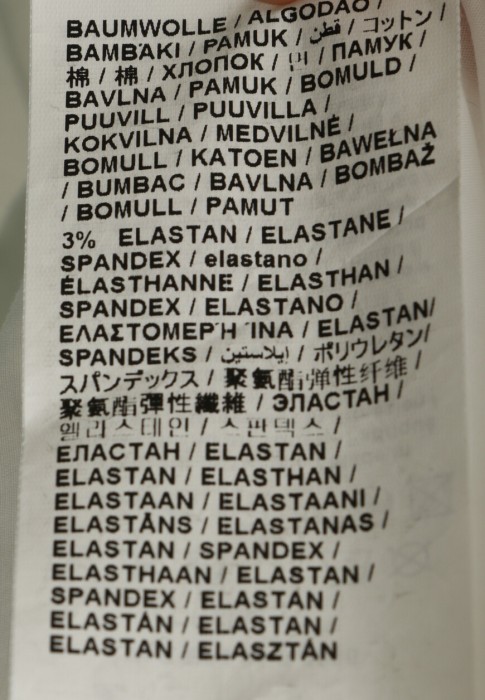 BAUMWOLLE / ALGODÃO /
BAMBAKI / PAMUK / قطن / コットン /
棉 / 棉 / ХЛОПОК / 면 / ПАМУК /
BAVLNA / PAMUK / BOMULD /
PUUVILL / PUUVILLA /
KOKVILNA / MEDVILNĖ /
BOMULL / KATOEN / BAWEŁNA
/ BUMBAC / BAVLNA / BOMBAŽ
/ BOMULL / PAMUT
3% ELASTAN / ELASTANE /
SPANDEX / elastano /
ÉLASTHANNE / ELASTHAN /
SPANDEX / ELASTANO /
ΕΛΑΣΤΟΜΕΡΉ ΊΝΑ / ELASTAN/
SPANDEKS / إيلاستين / ポリウレタン/
スパンデックス / 聚氨酯弹性纤维 /
聚氨酯彈性纖維 / ЭЛАСТАН /
엘라스테인 / 스판덱스 /
ЕЛАСТАН / ELASTAN /
ELASTAN / ELASTHAN /
ELASTAAN / ELASTAANI /
ELASTĀNS / ELASTANAS /
ELASTAN / SPANDEX /
ELASTHAAN / ELASTAN /
SPANDEX / ELASTAN /
ELASTÁN / ELASTAN /
ELASTAN / ELASZTÁN